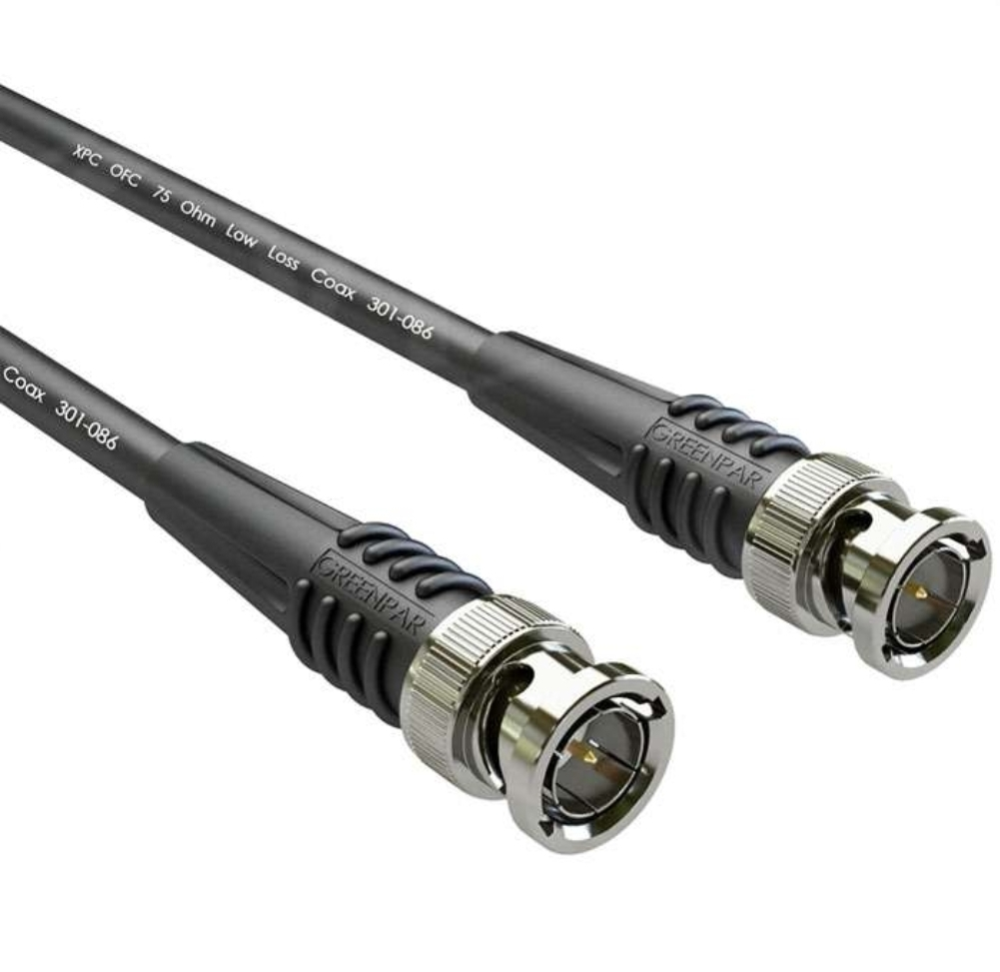 XPC OFC 75 Ohm Low Loss Coax 301-086
GREENPAR
Coax 301-086
GREENPAR